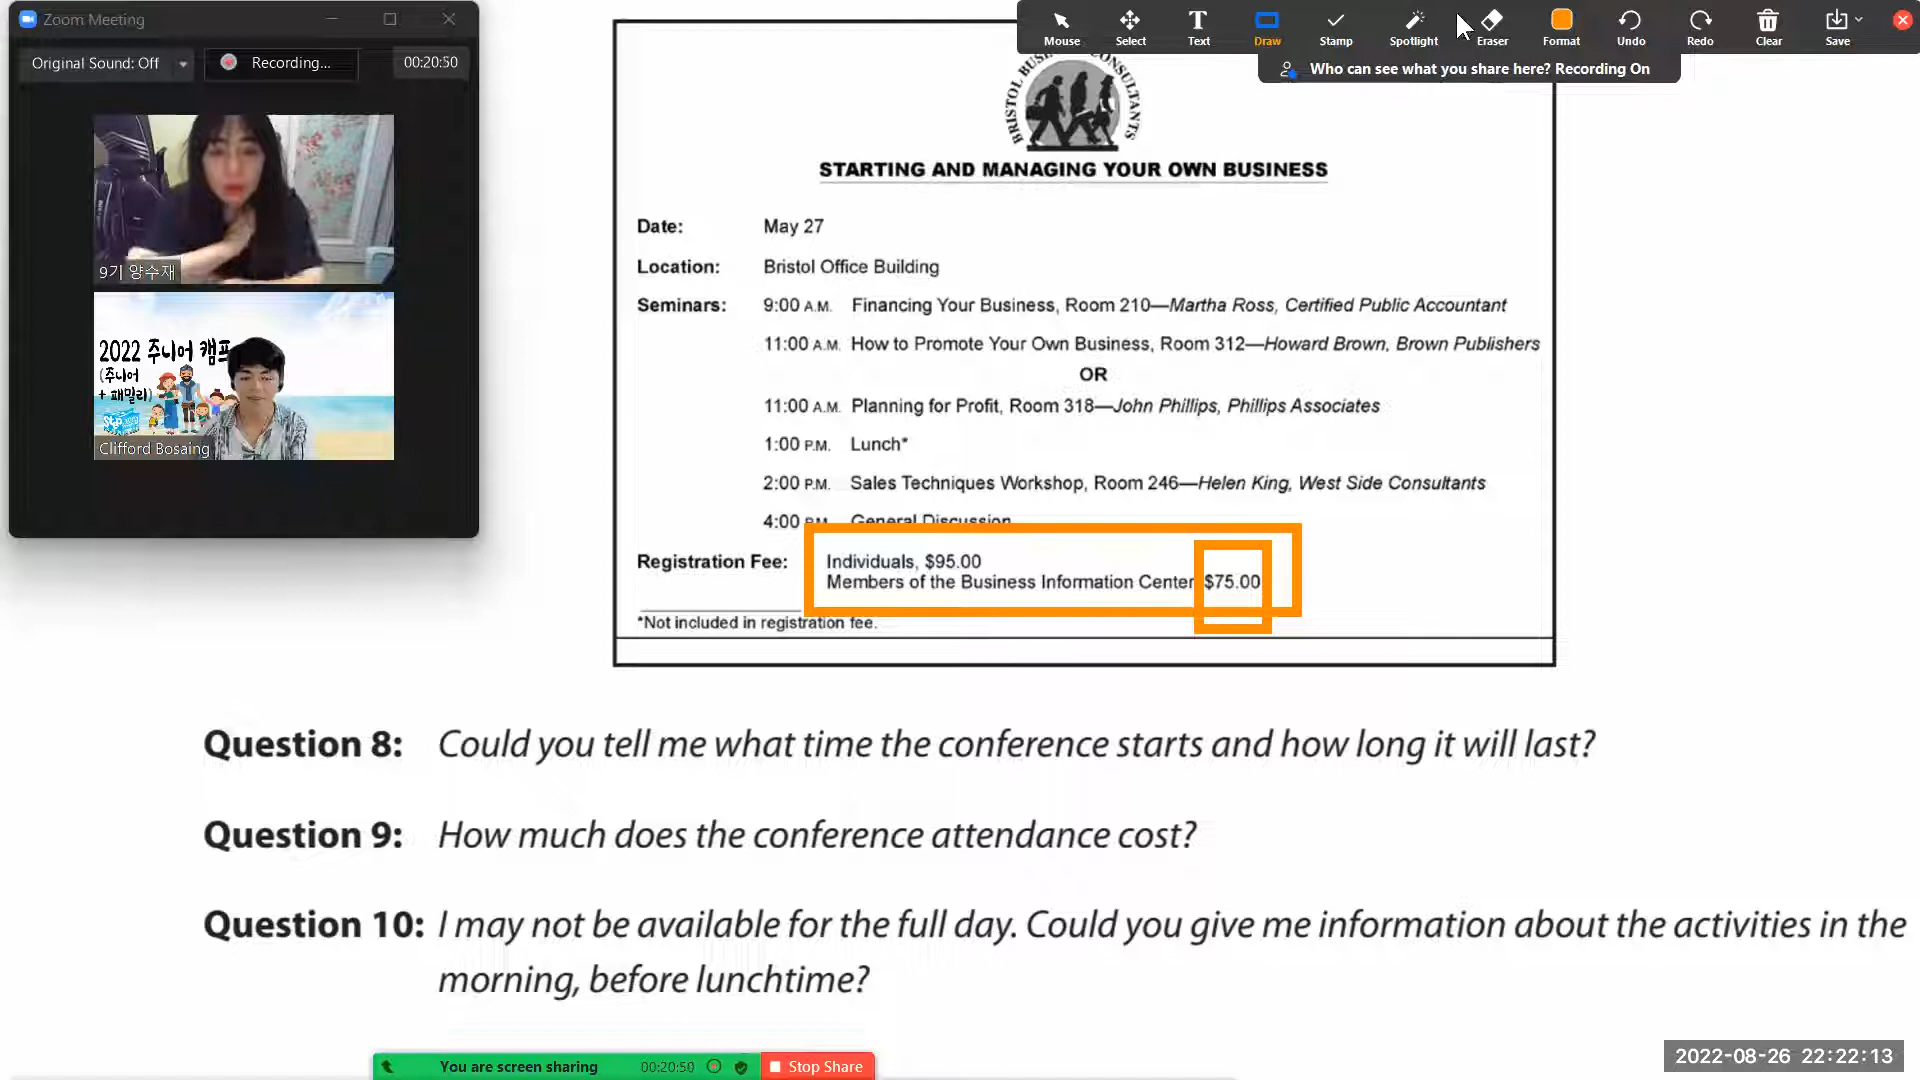 Zoom Meeting
Original Sound: Off
Recording...
00:20:50
9기 양수재
2022 주니어 캠프
(주니어
+ 패밀리)
Clifford Bosaing
Mouse
Select
Text
Draw
Stamp
Spotlight
Eraser
Format
Undo
Redo
Clear
Save
Who can see what you share here? Recording On
BRISTOL BUSINESS CONSULTANTS
STARTING AND MANAGING YOUR OWN BUSINESS
Date: May 27
Location: Bristol Office Building
Seminars: 9:00 A.M. Financing Your Business, Room 210—Martha Ross, Certified Public Accountant
11:00 A.M. How to Promote Your Own Business, Room 312—Howard Brown, Brown Publishers
OR
11:00 A.M. Planning for Profit, Room 318—John Phillips, Phillips Associates
1:00 P.M. Lunch*
2:00 P.M. Sales Techniques Workshop, Room 246—Helen King, West Side Consultants
4:00 P.M. General Discussion
Registration Fee: Individuals, $95.00
Members of the Business Information Center $75.00
*Not included in registration fee.
Question 8: Could you tell me what time the conference starts and how long it will last?
Question 9: How much does the conference attendance cost?
Question 10: I may not be available for the full day. Could you give me information about the activities in the
morning, before lunchtime?
You are screen sharing 00:20:50 Stop Share
2022-08-26 22:22:13